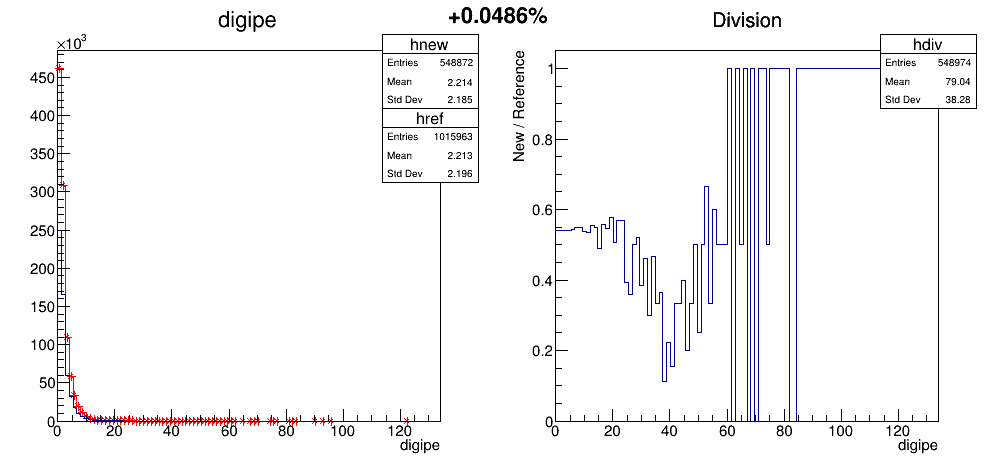 +0.0486%
digipe
×10³
450
400
350
300
250
200
150
100
50
0
0 20 40 60 80 100 120
digipe
hnew
Entries 548872
Mean 2.214
Std Dev 2.185
href
Entries 1015963
Mean 2.213
Std Dev 2.196
Division
New / Reference
1
0.8
0.6
0.4
0.2
0
0 20 40 60 80 100 120
digipe
hdiv
Entries 548974
Mean 79.04
Std Dev 38.28